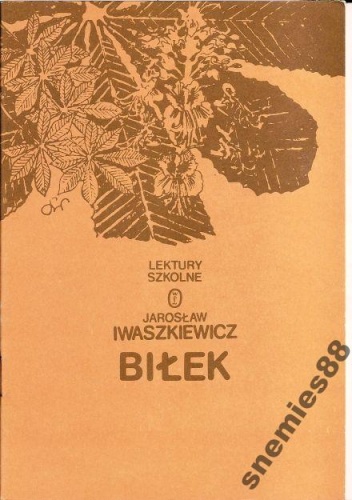 LEKTURY
SZKOLNE
JAROSŁAW
IWASZKIEWICZ
BIŁEK
snemies88